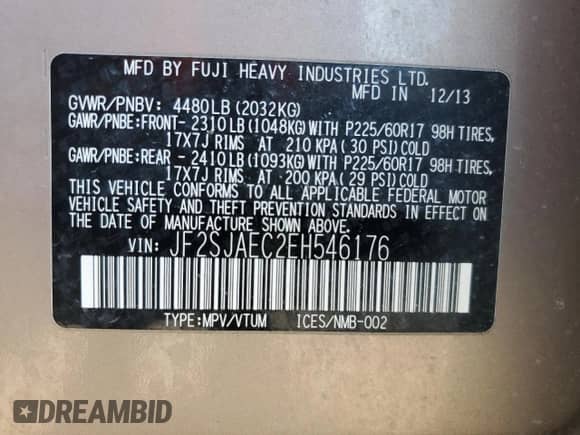 MFD BY FUJI HEAVY INDUSTRIES LTD.
MFD IN 12/13
GVWR/PNBV: 4480LB (2032KG)
GAWR/PNBE:FRONT- 2310LB (1048KG) WITH P225/60R17 98H TIRES,
17X7J RIMS AT 210 KPA ( 30 PSI) COLD
GAWR/PNBE:REAR - 2410LB (1093KG) WITH P225/60R17 98H TIRES,
17X7J RIMS AT 200 KPA ( 29 PSI) COLD
THIS VEHICLE CONFORMS TO ALL APPLICABLE FEDERAL MOTOR
VEHICLE SAFETY AND THEFT PREVENTION STANDARDS IN EFFECT ON
THE DATE OF MANUFACTURE SHOWN ABOVE.
VIN: JF2SJAEC2EH546176
TYPE:MPV/VTUM ICES/NMB-002
DREAMBID